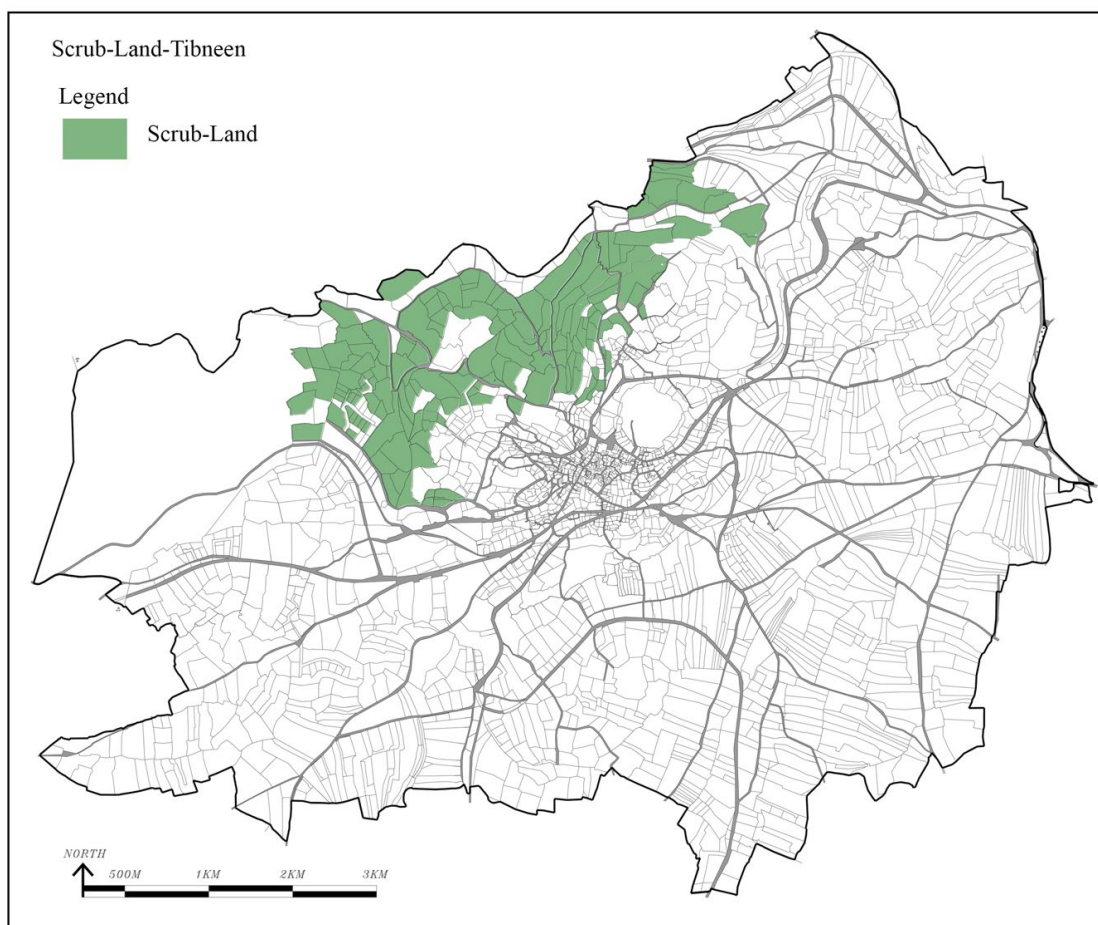 Scrub-Land-Tibneen
Legend
Scrub-Land
NORTH
500M 1KM 2KM 3KM